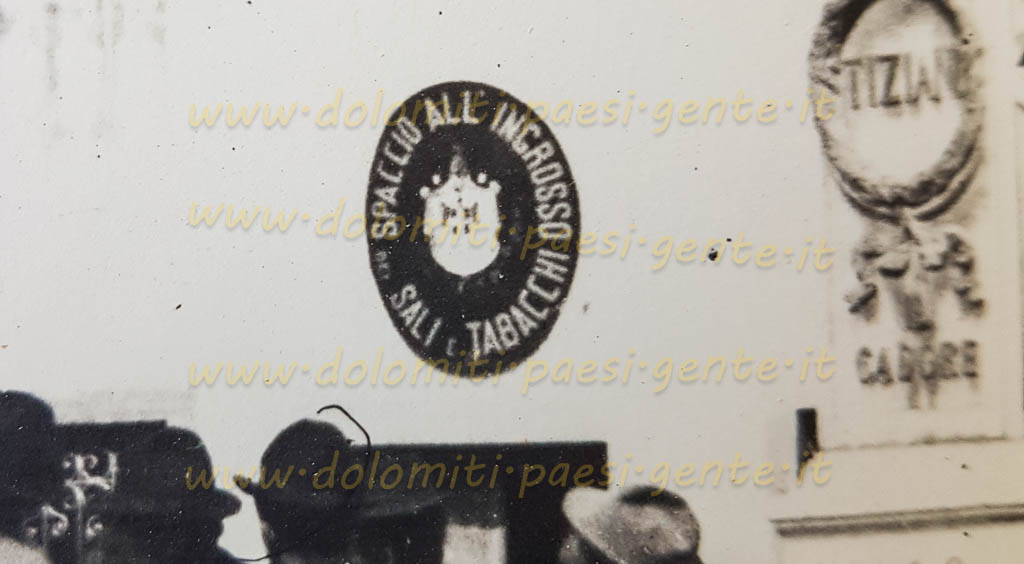 SPACCIO ALL' INGROSSO
SALI E TABACCHI
TIZIANO
CADORE
www.dolomiti.paesi.gente.it
www.dolomiti.paesi.gente.it
www.dolomiti.paesi.gente.it
www.dolomiti.paesi.gente.it